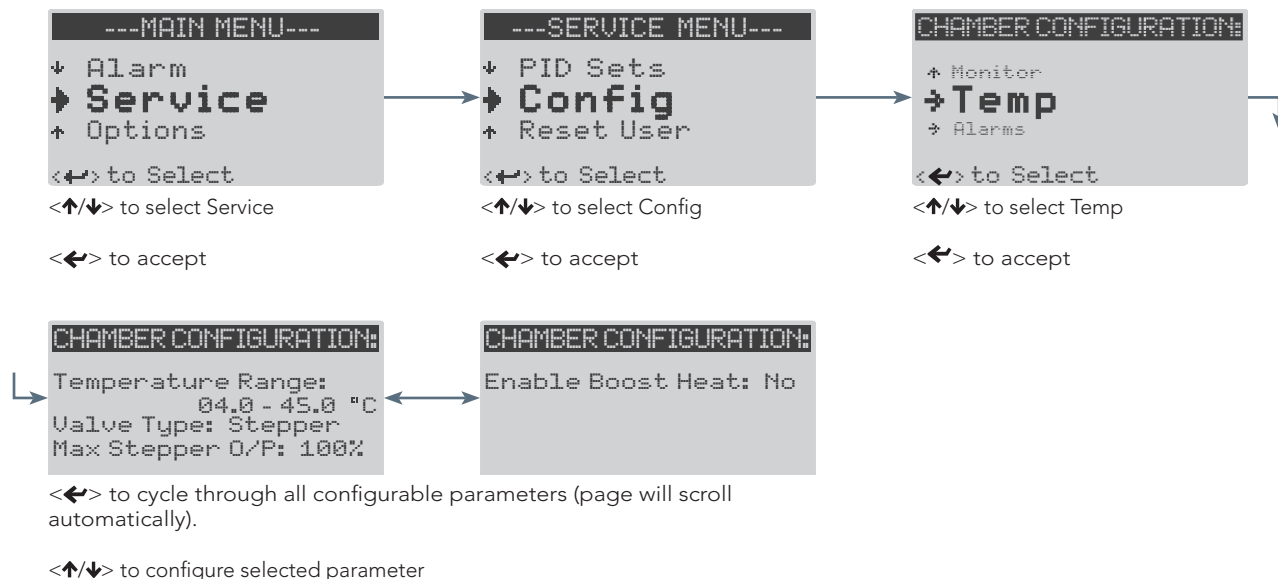 ---MAIN MENU---
↓ Alarm
→ Service
↑ Options
<↵> to Select
<↑/↓> to select Service
<↵> to accept
---SERVICE MENU---
↓ PID Sets
→ Config
↑ Reset User
<↵> to Select
<↑/↓> to select Config
<↵> to accept
CHAMBER CONFIGURATION:
↑ Monitor
→ Temp
→ Alarms
<↵> to Select
<↑/↓> to select Temp
<↵> to accept
CHAMBER CONFIGURATION:
Temperature Range:
04.0 - 45.0 °C
Valve Type: Stepper
Max Stepper O/P: 100%
CHAMBER CONFIGURATION:
Enable Boost Heat: No
<↵> to cycle through all configurable parameters (page will scroll
automatically).
<↑/↓> to configure selected parameter